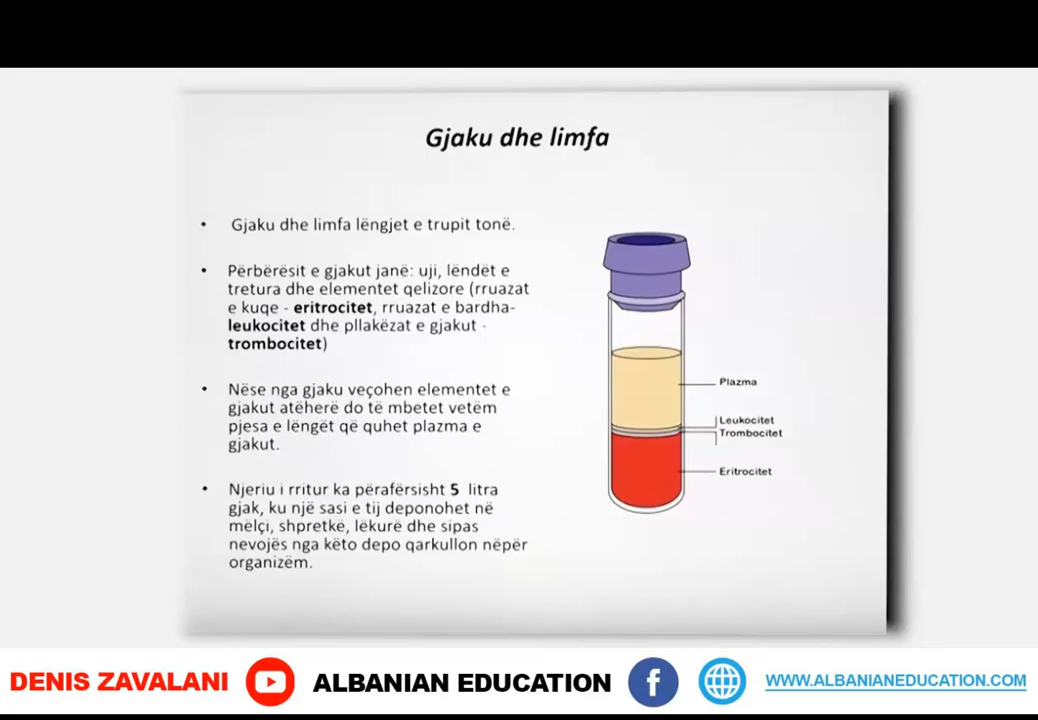 Gjaku dhe limfa
• Gjaku dhe limfa lëngjet e trupit tonë.
• Përbërësit e gjakut janë: uji, lëndët e
tretura dhe elementet qelizore (rruazat
e kuqe - eritrocitet, rruazat e bardha-
leukocitet dhe pllakëzat e gjakut -
trombocitet)
• Nëse nga gjaku veçohen elementet e
gjakut atëherë do të mbetet vetëm
pjesa e lëngët që quhet plazma e
gjakut.
• Njeriu i rritur ka përafërsisht 5 litra
gjak, ku një sasi e tij deponohet në
mëlçi, shpretkë, lëkurë dhe sipas
nevojës nga këto depo qarkullon nëpër
organizëm.
Plazma
Leukocitet
Trombocitet
Eritrocitet
DENIS ZAVALANI ALBANIAN EDUCATION f WWW.ALBANIANEDUCATION.COM